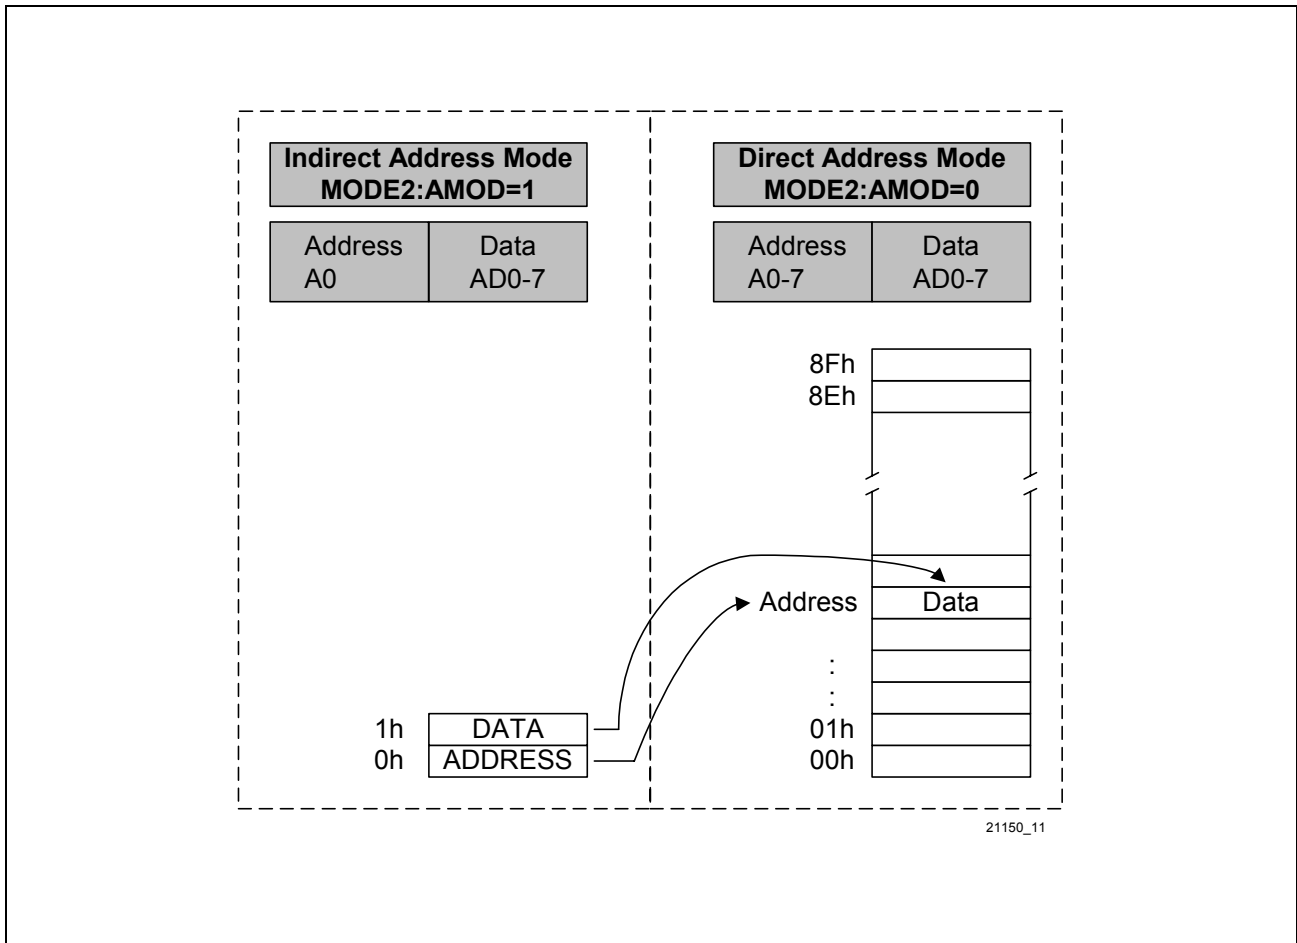 Indirect Address Mode
MODE2:AMOD=1
Address Data
A0 AD0-7
1h DATA
0h ADDRESS
Direct Address Mode
MODE2:AMOD=0
Address Data
A0-7 AD0-7
8Fh
8Eh
Address Data
:
:
01h
00h
21150_11